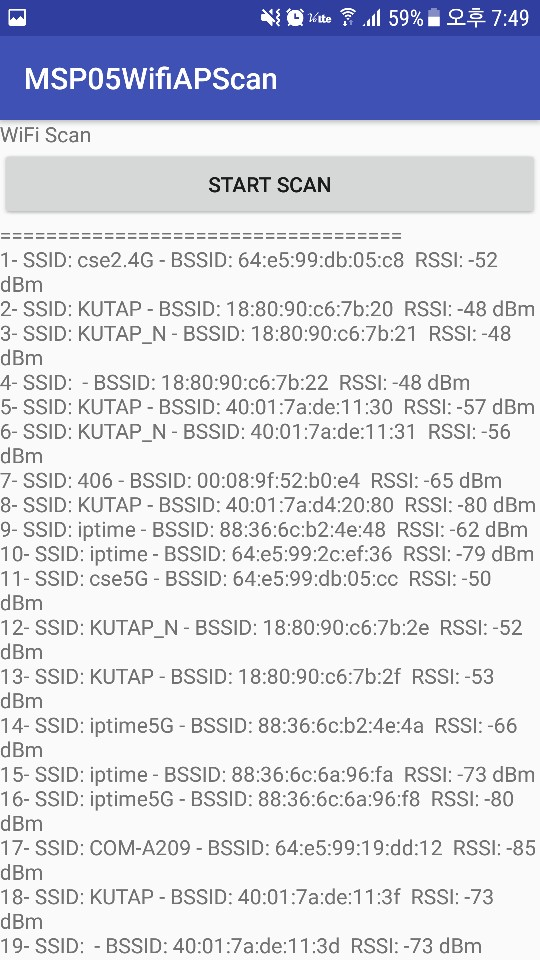 59% 오후 7:49
MSP05WifiAPScan
WiFi Scan
START SCAN
==================================
1- SSID: cse2.4G - BSSID: 64:e5:99:db:05:c8  RSSI: -52
dBm
2- SSID: KUTAP - BSSID: 18:80:90:c6:7b:20  RSSI: -48 dBm
3- SSID: KUTAP_N - BSSID: 18:80:90:c6:7b:21  RSSI: -48
dBm
4- SSID:  - BSSID: 18:80:90:c6:7b:22  RSSI: -48 dBm
5- SSID: KUTAP - BSSID: 40:01:7a:de:11:30  RSSI: -57 dBm
6- SSID: KUTAP_N - BSSID: 40:01:7a:de:11:31  RSSI: -56
dBm
7- SSID: 406 - BSSID: 00:08:9f:52:b0:e4  RSSI: -65 dBm
8- SSID: KUTAP - BSSID: 40:01:7a:d4:20:80  RSSI: -80 dBm
9- SSID: iptime - BSSID: 88:36:6c:b2:4e:48  RSSI: -62 dBm
10- SSID: iptime - BSSID: 64:e5:99:2c:ef:36  RSSI: -79 dBm
11- SSID: cse5G - BSSID: 64:e5:99:db:05:cc  RSSI: -50
dBm
12- SSID: KUTAP_N - BSSID: 18:80:90:c6:7b:2e  RSSI: -52
dBm
13- SSID: KUTAP - BSSID: 18:80:90:c6:7b:2f  RSSI: -53
dBm
14- SSID: iptime5G - BSSID: 88:36:6c:b2:4e:4a  RSSI: -66
dBm
15- SSID: iptime - BSSID: 88:36:6c:6a:96:fa  RSSI: -73 dBm
16- SSID: iptime5G - BSSID: 88:36:6c:6a:96:f8  RSSI: -80
dBm
17- SSID: COM-A209 - BSSID: 64:e5:99:19:dd:12  RSSI: -85
dBm
18- SSID: KUTAP - BSSID: 40:01:7a:de:11:3f  RSSI: -73
dBm
19- SSID:  - BSSID: 40:01:7a:de:11:3d  RSSI: -73 dBm